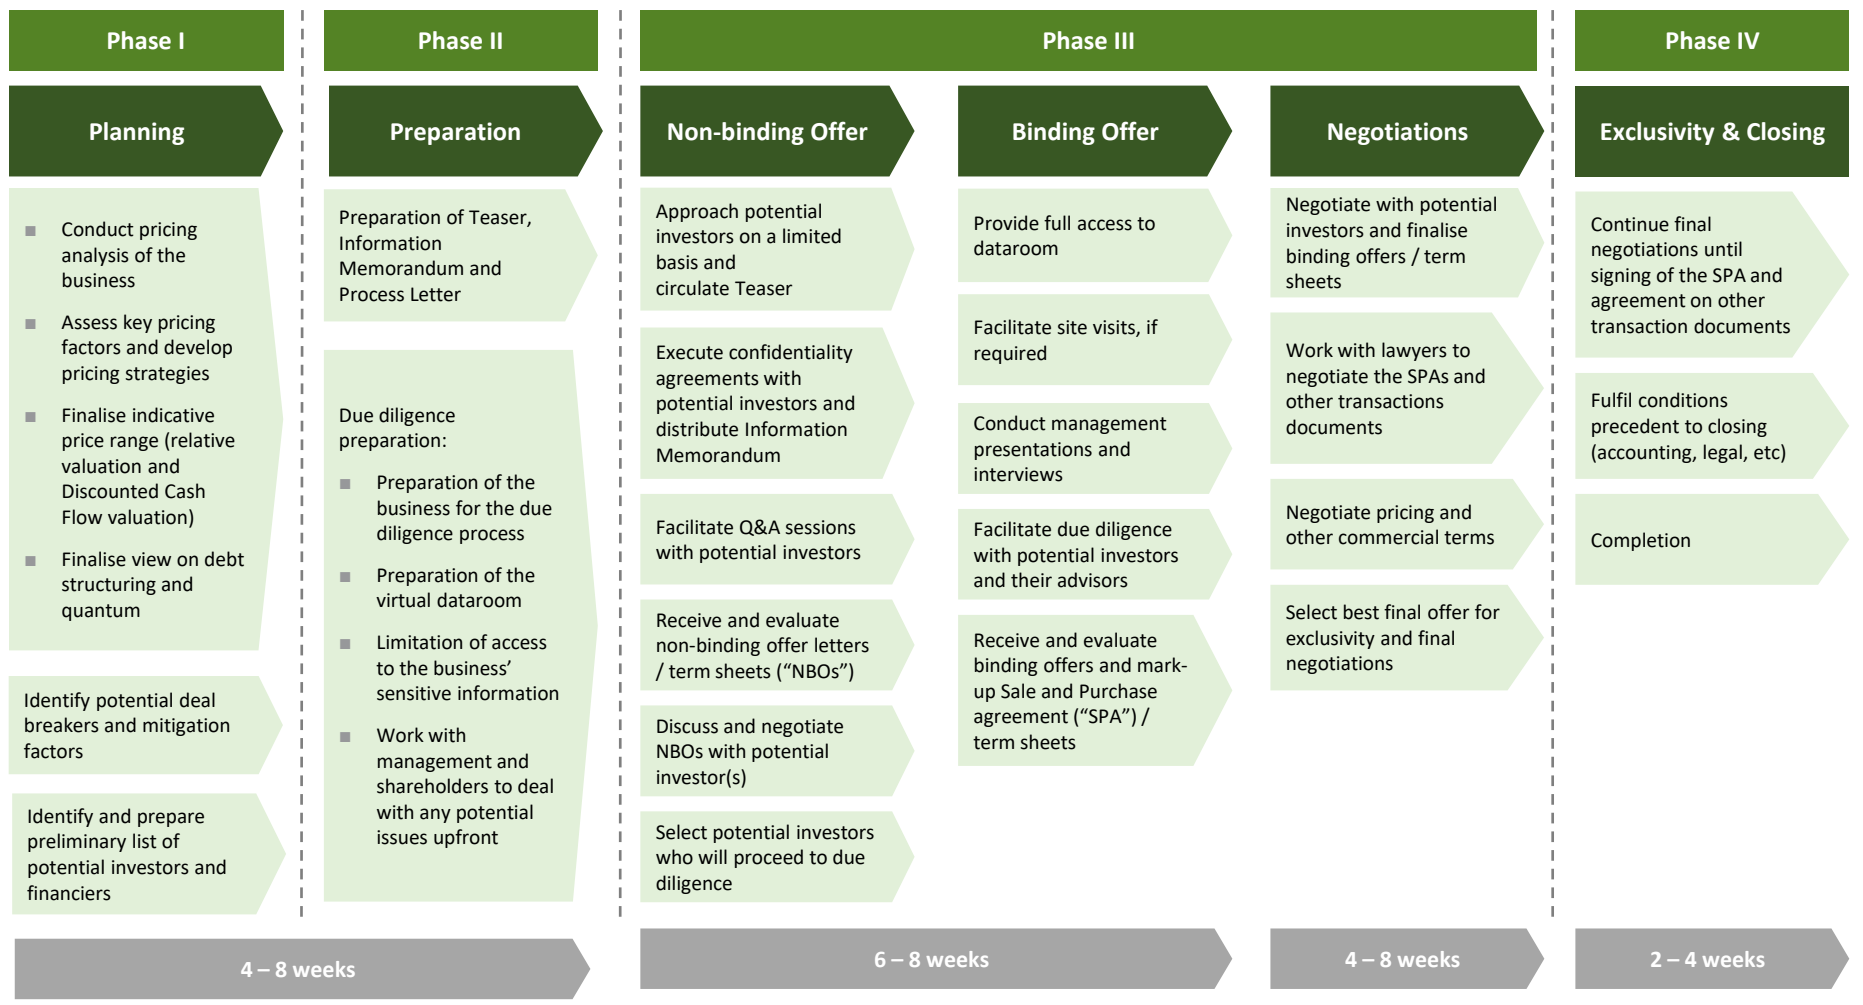 Phase I
Planning
Conduct pricing
analysis of the
business
Assess key pricing
factors and develop
pricing strategies
Finalise indicative
price range (relative
valuation and
Discounted Cash
Flow valuation)
Finalise view on debt
structuring and
quantum
Identify potential deal
breakers and mitigation
factors
Identify and prepare
preliminary list of
potential investors and
financiers
Phase II
Preparation
Preparation of Teaser,
Information
Memorandum and
Process Letter
Due diligence
preparation:
Preparation of the
business for the due
diligence process
Preparation of the
virtual dataroom
Limitation of access
to the business’
sensitive information
Work with
management and
shareholders to deal
with any potential
issues upfront
4 – 8 weeks
Phase III
Non-binding Offer
Approach potential
investors on a limited
basis and
circulate Teaser
Execute confidentiality
agreements with
potential investors and
distribute Information
Memorandum
Facilitate Q&A sessions
with potential investors
Receive and evaluate
non-binding offer letters
/ term sheets (“NBOs”)
Discuss and negotiate
NBOs with potential
investor(s)
Select potential investors
who will proceed to due
diligence
Binding Offer
Provide full access to
dataroom
Facilitate site visits, if
required
Conduct management
presentations and
interviews
Facilitate due diligence
with potential investors
and their advisors
Receive and evaluate
binding offers and mark-
up Sale and Purchase
agreement (“SPA”) /
term sheets
6 – 8 weeks
Negotiations
Negotiate with potential
investors and finalise
binding offers / term
sheets
Work with lawyers to
negotiate the SPAs and
other transactions
documents
Negotiate pricing and
other commercial terms
Select best final offer for
exclusivity and final
negotiations
4 – 8 weeks
Phase IV
Exclusivity & Closing
Continue final
negotiations until
signing of the SPA and
agreement on other
transaction documents
Fulfil conditions
precedent to closing
(accounting, legal, etc)
Completion
2 – 4 weeks